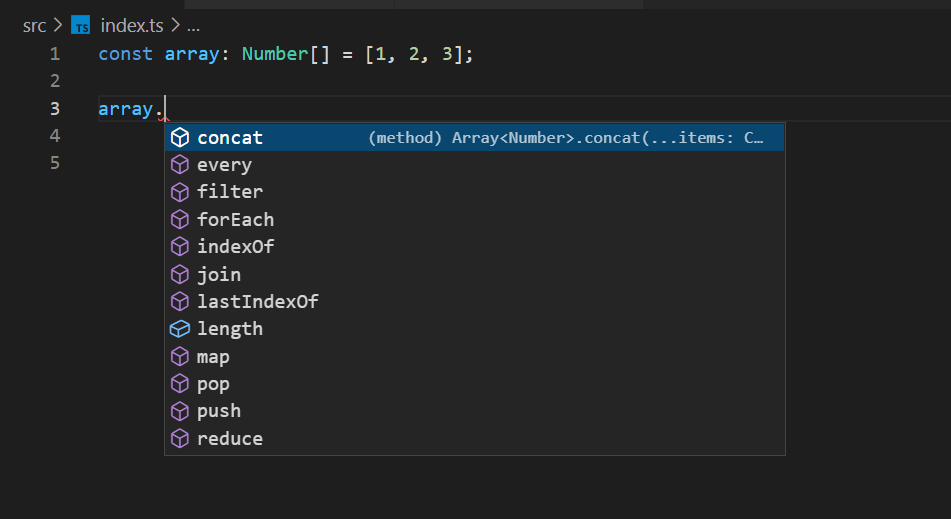 src > TS index.ts > ...
1 const array: Number[] = [1, 2, 3];
2
3 array.
4
5
concat (method) Array<Number>.concat(...items: C…
every
filter
forEach
indexOf
join
lastIndexOf
length
map
pop
push
reduce